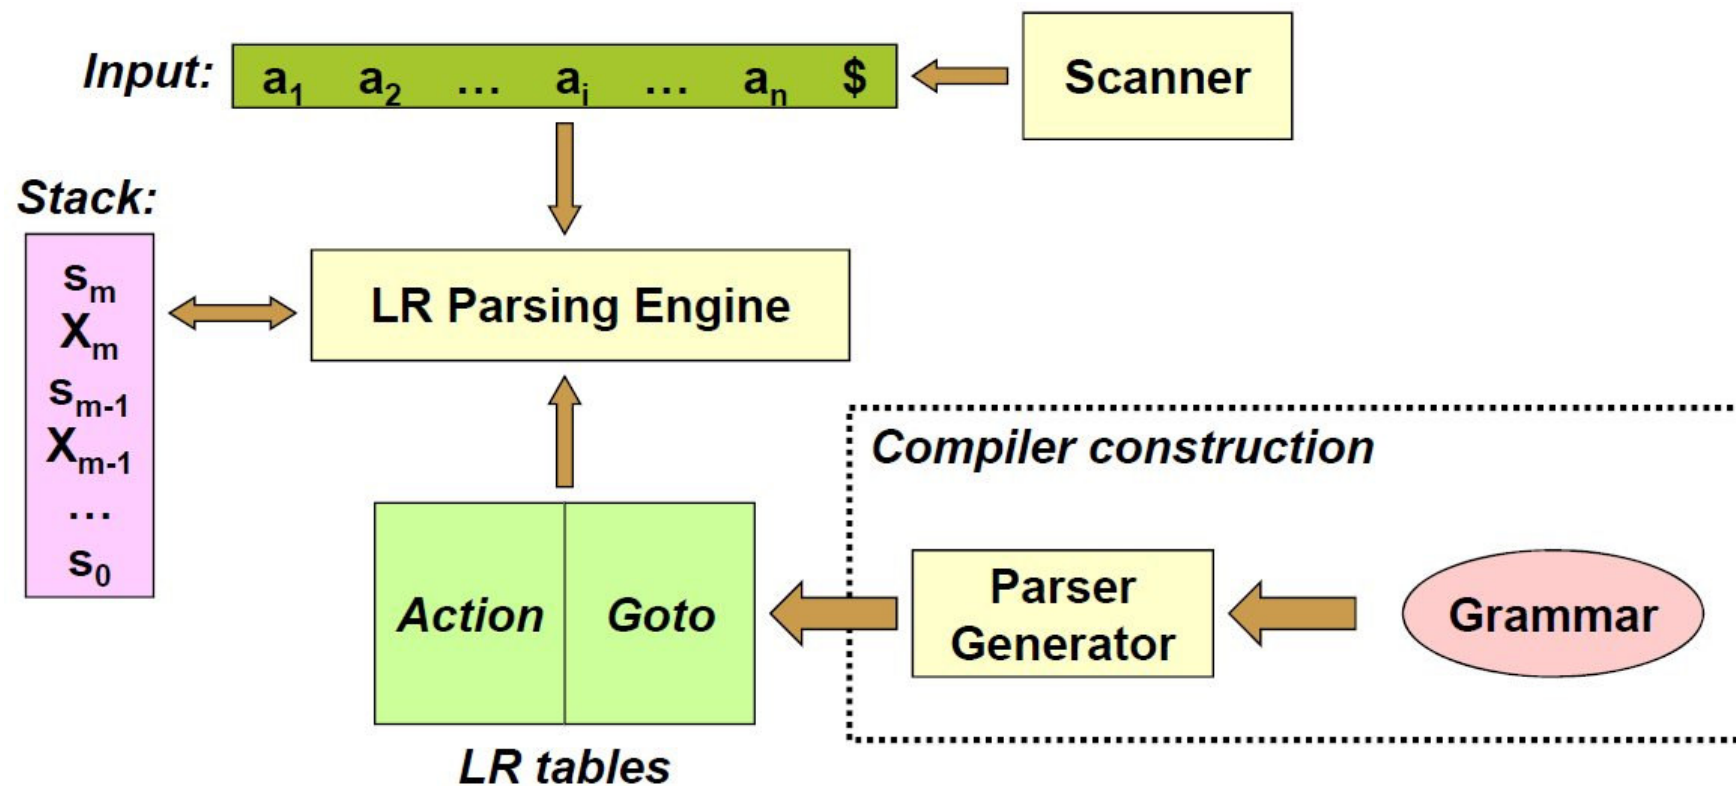 Input: a1 a2 … ai … an $
Scanner
Stack:
sm
Xm
sm-1
Xm-1
…
s0
LR Parsing Engine
Compiler construction
Action Goto
Parser
Generator
Grammar
LR tables